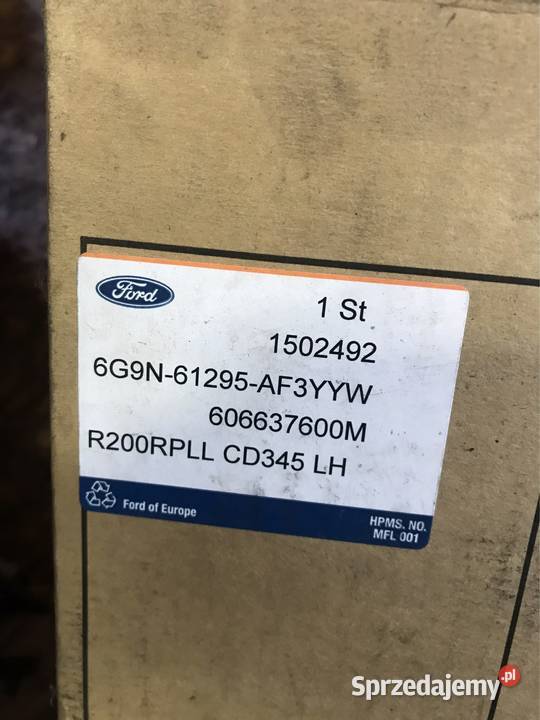 Ford
1 St
1502492
6G9N-61295-AF3YYW
606637600M
R200RPLL CD345 LH
Ford of Europe
HPMS. NO.
MFL 001
Sprzedajemy.pl